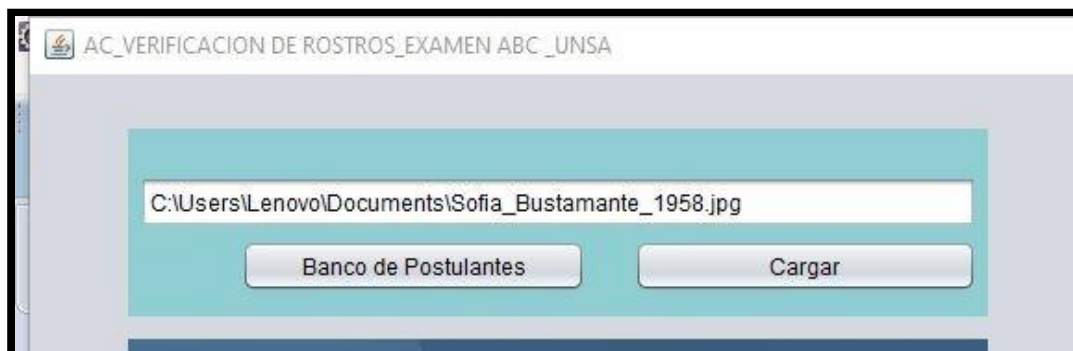 AC_VERIFICACION DE ROSTROS_EXAMEN ABC _UNSA
C:\Users\Lenovo\Documents\Sofia_Bustamante_1958.jpg
Banco de Postulantes
Cargar